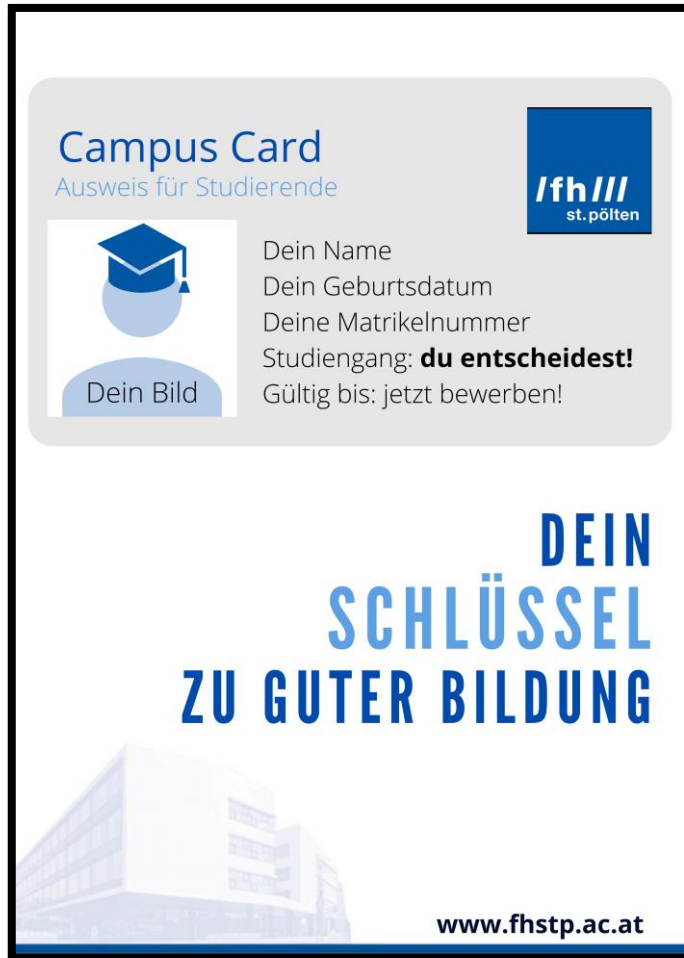 Campus Card
Ausweis für Studierende
/fh///
st.pölten
Dein Bild
Dein Name
Dein Geburtsdatum
Deine Matrikelnummer
Studiengang: du entscheidest!
Gültig bis: jetzt bewerben!
DEIN
SCHLÜSSEL
ZU GUTER BILDUNG
www.fhstp.ac.at